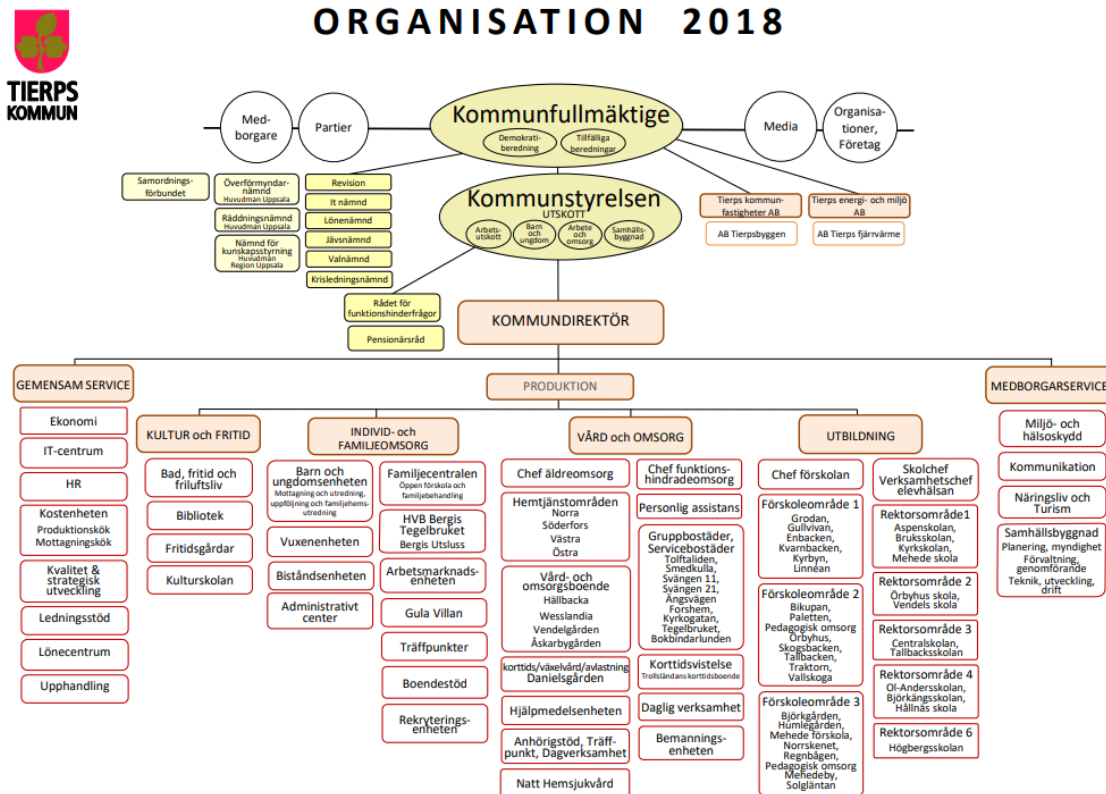 ORGANISATION 2018
TIERPS
KOMMUN
Med-
borgare
Partier
Kommunfullmäktige
Demokrati-
beredning
Tillfälliga
beredningar
Media
Organisa-
tioner,
Företag
Samordnings-
förbundet
Överförmyndar-
nämnd
Huvudman Uppsala
Räddningsnämnd
Huvudman Uppsala
Nämnd för
kunskapsstyrning
Huvudman
Region Uppsala
Revision
It nämnd
Lönenämnd
Jävsnämnd
Valnämnd
Krisledningsnämnd
Kommunstyrelsen
UTSKOTT
Arbets-
utskott
Barn
och
ungdom
Arbete
och
omsorg
Samhälls-
byggnad
Tierps kommun-
fastigheter AB
AB Tierpsbyggen
Tierps energi- och miljö
AB
AB Tierps fjärrvärme
Rådet för
funktionshinderfrågor
Pensionärsråd
KOMMUNDIREKTÖR
GEMENSAM SERVICE
Ekonomi
IT-centrum
HR
Kostenheten
Produktionskök
Mottagningskök
Kvalitet &
strategisk
utveckling
Ledningsstöd
Lönecentrum
Upphandling
PRODUKTION
KULTUR och FRITID
Bad, fritid och
friluftsliv
Bibliotek
Fritidsgårdar
Kulturskolan
INDIVID- och
FAMILJEOMSORG
Barn och
ungdomsenheten
Mottagning och utredning,
uppföljning och familjehems-
utredning
Vuxenenheten
Biståndsenheten
Administrativt
center
Familjecentralen
Öppen förskola och
familjebehandling
HVB Bergis
Tegelbruket
Bergis Utsluss
Arbetsmarknads-
enheten
Gula Villan
Träffpunkter
Boendestöd
Rekryterings-
enheten
VÅRD och OMSORG
Chef äldreomsorg
Hemtjänstområden
Norra
Söderfors
Västra
Östra
Vård- och
omsorgsboende
Hällbacka
Wesslandia
Vendelgården
Åskarbygården
korttids/växelvård/avlastning
Danielsgården
Hjälpmedelsenheten
Anhörigstöd, Träff-
punkt, Dagverksamhet
Natt Hemsjukvård
Chef funktions-
hindradeomsorg
Personlig assistans
Gruppbostäder,
Servicebostäder
Tolftaliden,
Smedkulla,
Svängen 11,
Svängen 21,
Ängsvägen
Forshem,
Kyrkogatan,
Tegelbruket,
Bokbindarlunden
Korttidsvistelse
Trollsländans korttidsboende
Daglig verksamhet
Bemannings-
enheten
UTBILDNING
Chef förskolan
Förskoleområde 1
Grodan,
Gullvivan,
Enbacken,
Kvarnbacken,
Kyrbyn,
Linnéan
Förskoleområde 2
Bikupan,
Paletten,
Pedagogisk omsorg
Örbyhus,
Skogsbacken,
Tallbacken,
Traktorn,
Vallskoga
Förskoleområde 3
Björkgården,
Humlegården,
Mehede förskola,
Norrskenet,
Regnbågen,
Pedagogisk omsorg
Mehedeby,
Solgläntan
Skolchef
Verksamhetschef
elevhälsan
Rektorsområde1
Aspenskolan,
Bruksskolan,
Kyrkskolan,
Mehede skola
Rektorsområde 2
Örbyhus skola,
Vendels skola
Rektorsområde 3
Centralskolan,
Tallbacksskolan
Rektorsområde 4
Ol-Andersskolan,
Björkängsskolan,
Hållnäs skola
Rektorsområde 6
Högbergsskolan
MEDBORGARSERVICE
Miljö- och
hälsoskydd
Kommunikation
Näringsliv och
Turism
Samhällsbyggnad
Planering, myndighet
Förvaltning,
genomförande
Teknik, utveckling,
drift